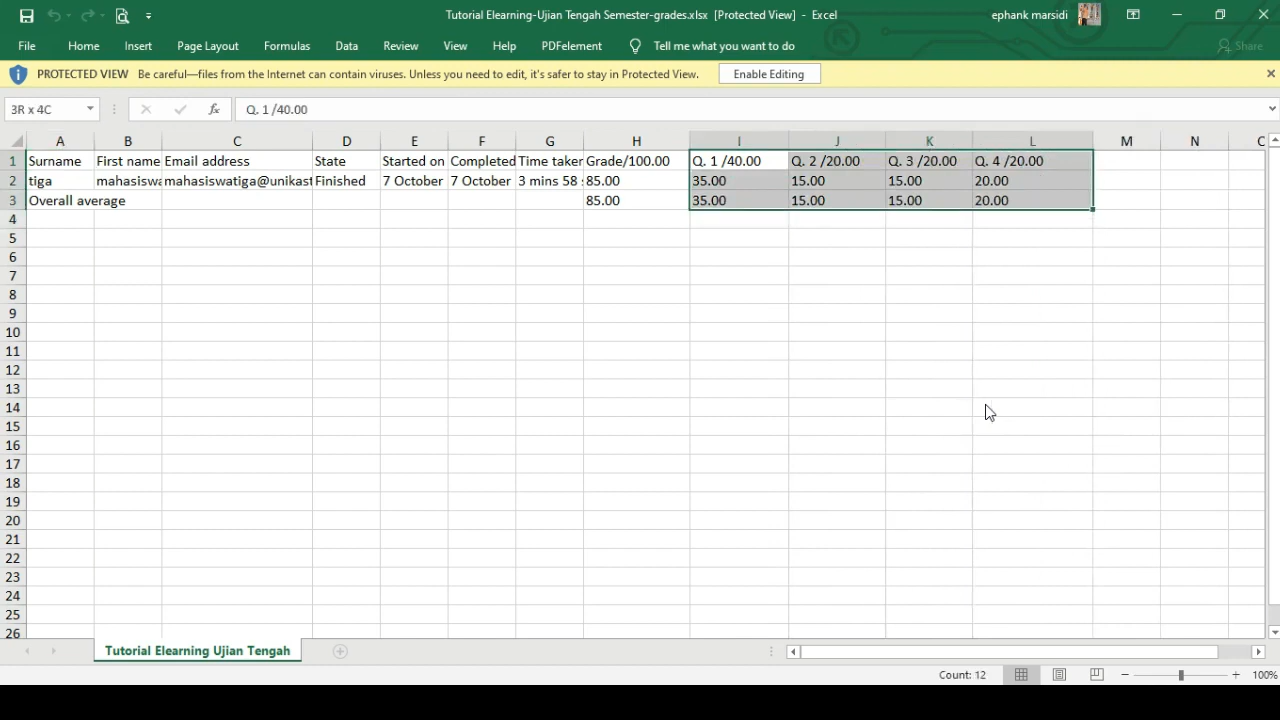 Tutorial Elearning-Ujian Tengah Semester-grades.xlsx [Protected View] - Excel
ephank marsidi
File Home Insert Page Layout Formulas Data Review View Help PDFelement Tell me what you want to do Share
PROTECTED VIEW Be careful—files from the Internet can contain viruses. Unless you need to edit, it's safer to stay in Protected View. Enable Editing
3R x 4C fx Q. 1 /40.00
A B C D E F G H I J K L M N
1 Surname First name Email address State Started on Completed Time taken Grade/100.00 Q. 1 /40.00 Q. 2 /20.00 Q. 3 /20.00 Q. 4 /20.00
2 tiga mahasiswa mahasiswatiga@unikast Finished 7 October 7 October 3 mins 58 85.00 35.00 15.00 15.00 20.00
3 Overall average 85.00 35.00 15.00 15.00 20.00
4
5
6
7
8
9
10
11
12
13
14
15
16
17
18
19
20
21
22
23
24
25
26
Tutorial Elearning Ujian Tengah
Count: 12 100%